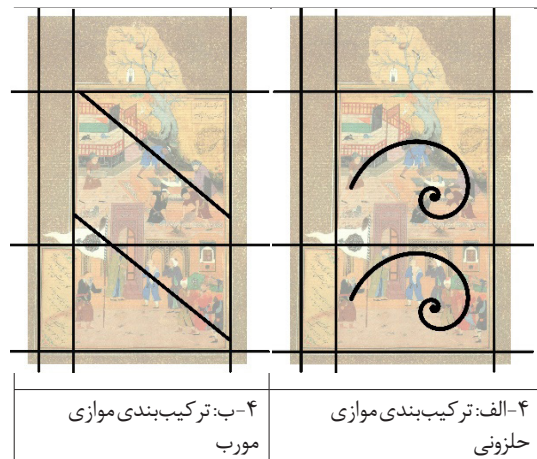 ۴-الف: ترکیب‌بندی موازی
حلزونی
۴-ب: ترکیب‌بندی موازی
مورب